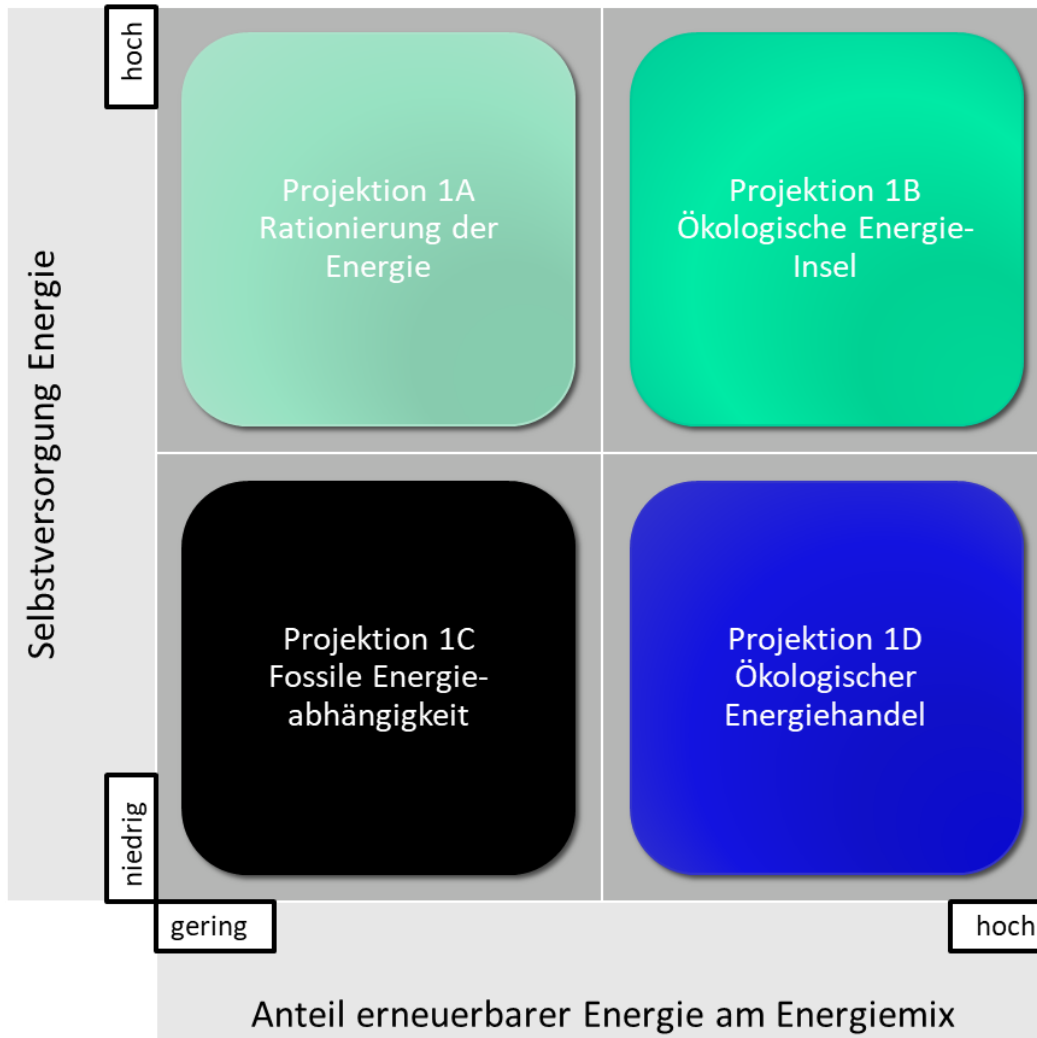 hoch
Projektion 1A
Rationierung der
Energie
Projektion 1B
Ökologische Energie-
Insel
Selbstversorgung Energie
Projektion 1C
Fossile Energie-
abhängigkeit
Projektion 1D
Ökologischer
Energiehandel
niedrig
gering
hoch
Anteil erneuerbarer Energie am Energiemix